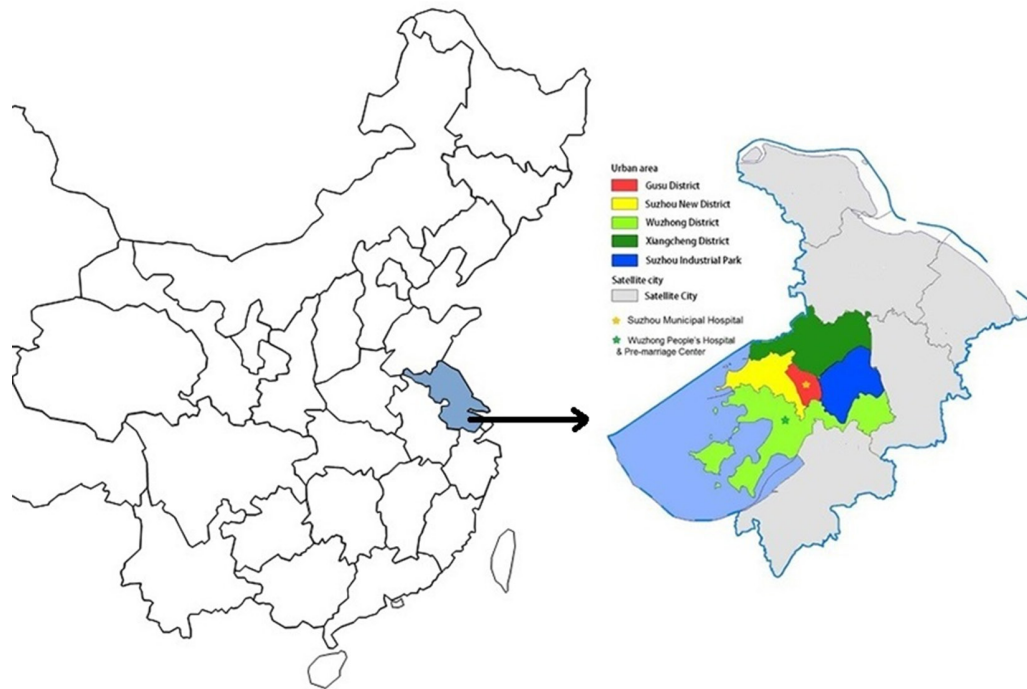 Urban area
Gusu District
Suzhou New District
Wuzhong District
Xiangcheng District
Suzhou Industrial Park
Satellite city
Satellite City
Suzhou Municipal Hospital
Wuzhong People's Hospital
& Pre-marriage Center